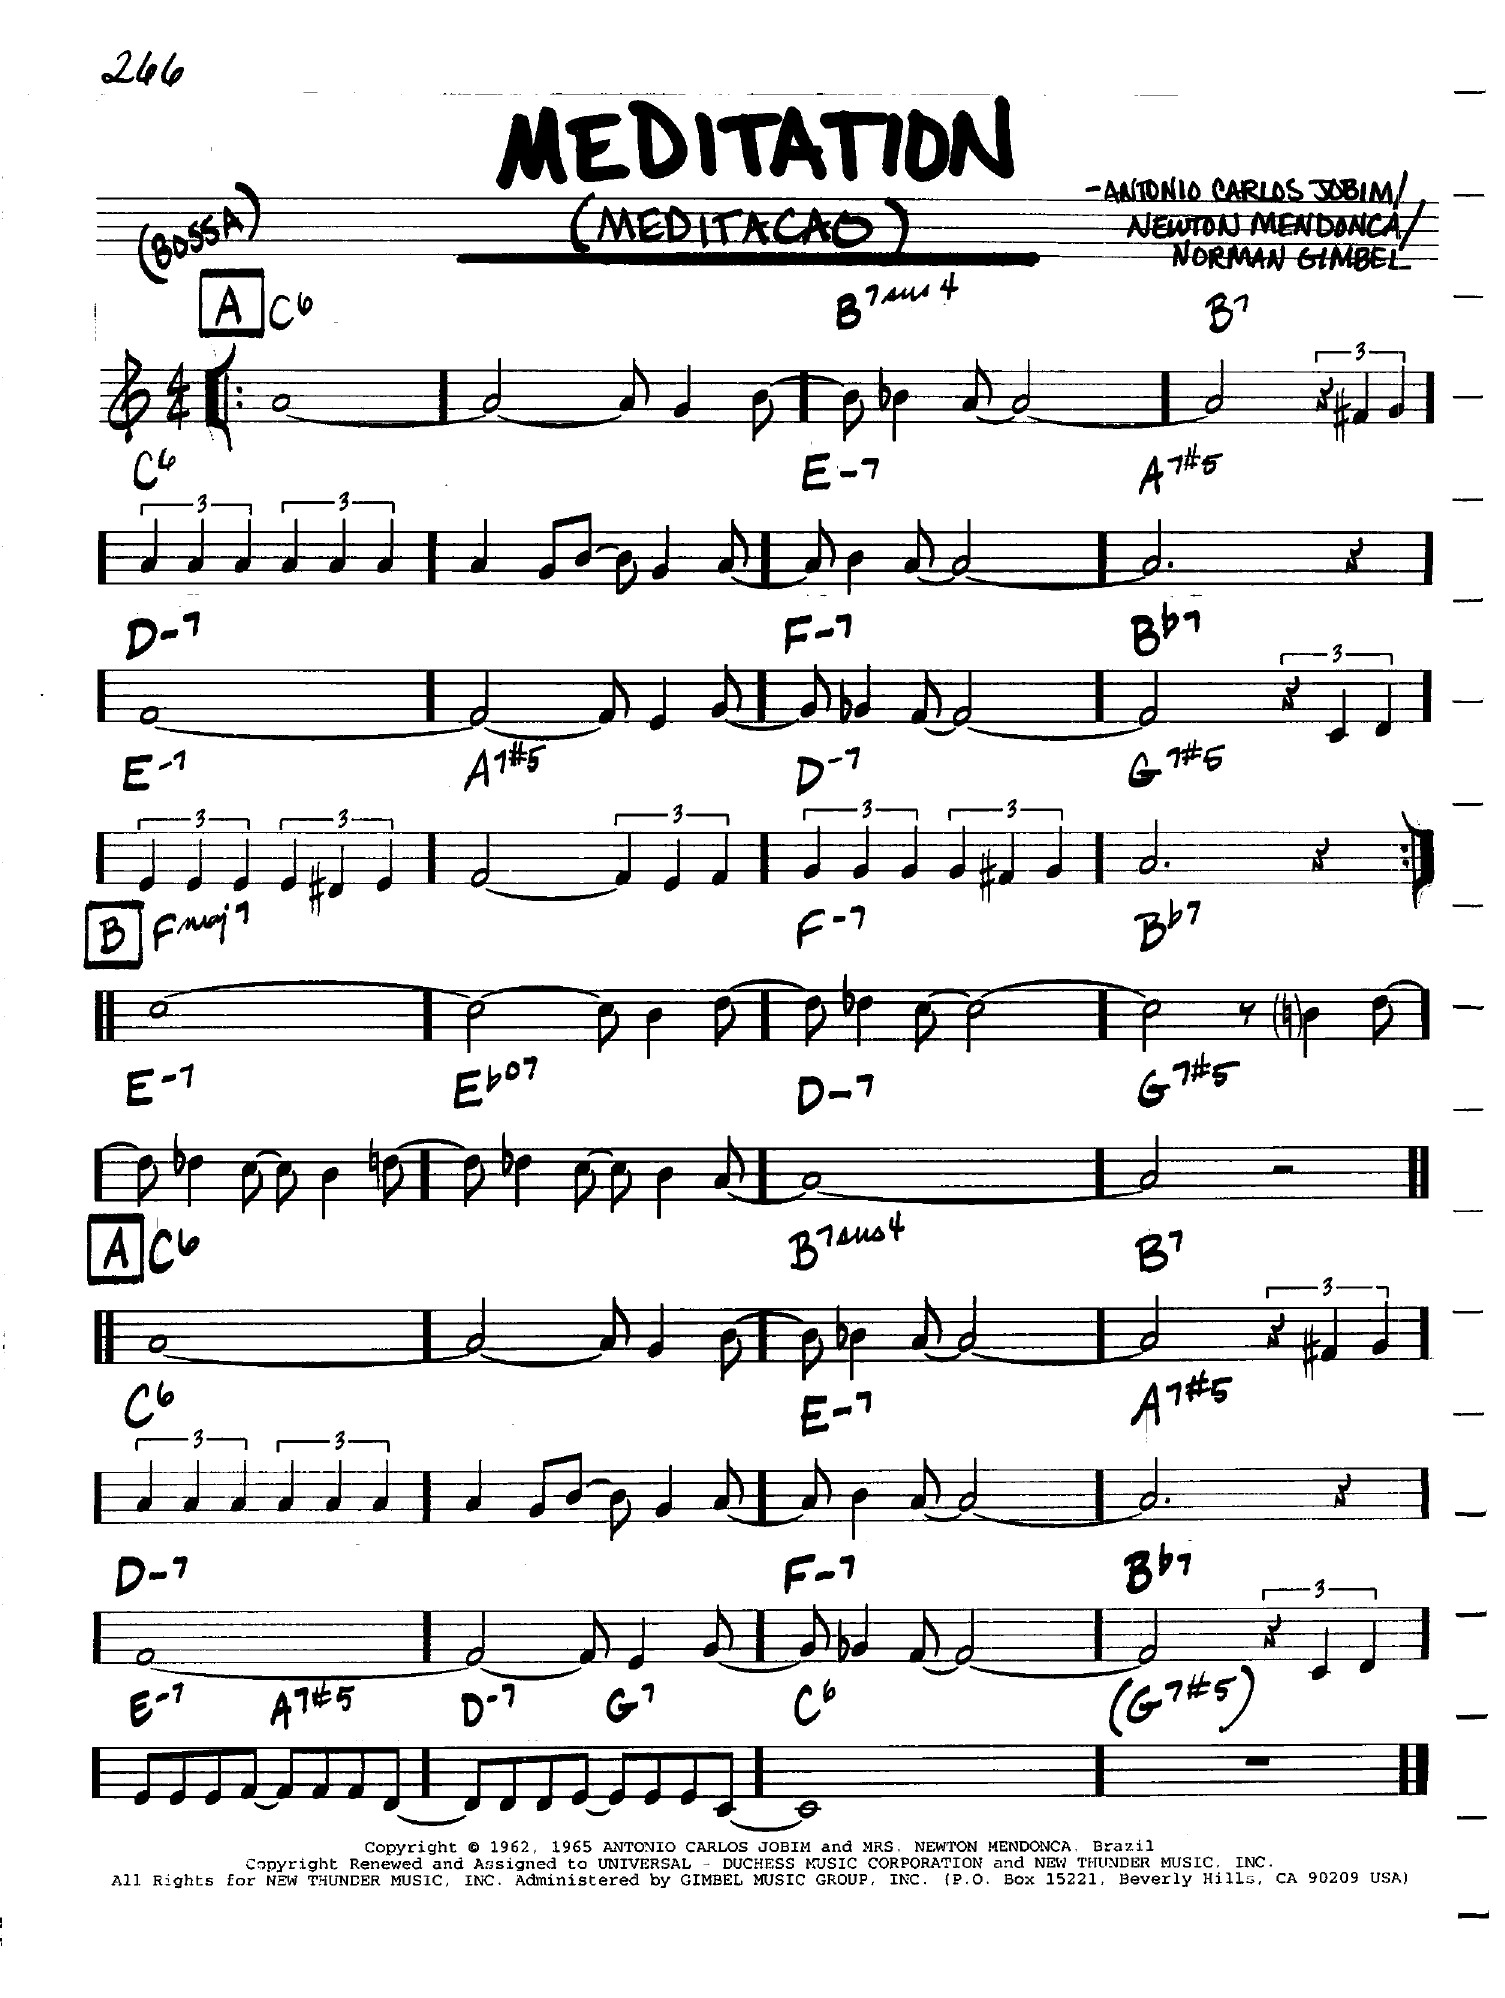 266
MEDITATION
(BOSSA)
(MEDITACAO)
-ANTONIO CARLOS JOBIM/
NEWTON MENDONCA/
NORMAN GIMBEL
A C6 B7sus4 B7
4/4 3
C6 E-7 A7#5
3 3
D-7 F-7 Bb7
3
E-7 A7#5 D-7 G7#5
3 3 3 3 3
B Fmaj7 F-7 Bb7
E-7 Ebo7 D-7 G7#5
A C6 B7sus4 B7
3
C6 E-7 A7#5
3 3
D-7 F-7 Bb7
3
E-7 A7#5 D-7 G7 C6 (G7#5)
Copyright © 1962, 1965 ANTONIO CARLOS JOBIM and MRS. NEWTON MENDONCA, Brazil
Copyright Renewed and Assigned to UNIVERSAL - DUCHESS MUSIC CORPORATION and NEW THUNDER MUSIC, INC.
All Rights for NEW THUNDER MUSIC, INC. Administered by GIMBEL MUSIC GROUP, INC. (P.O. Box 15221, Beverly Hills, CA 90209 USA)